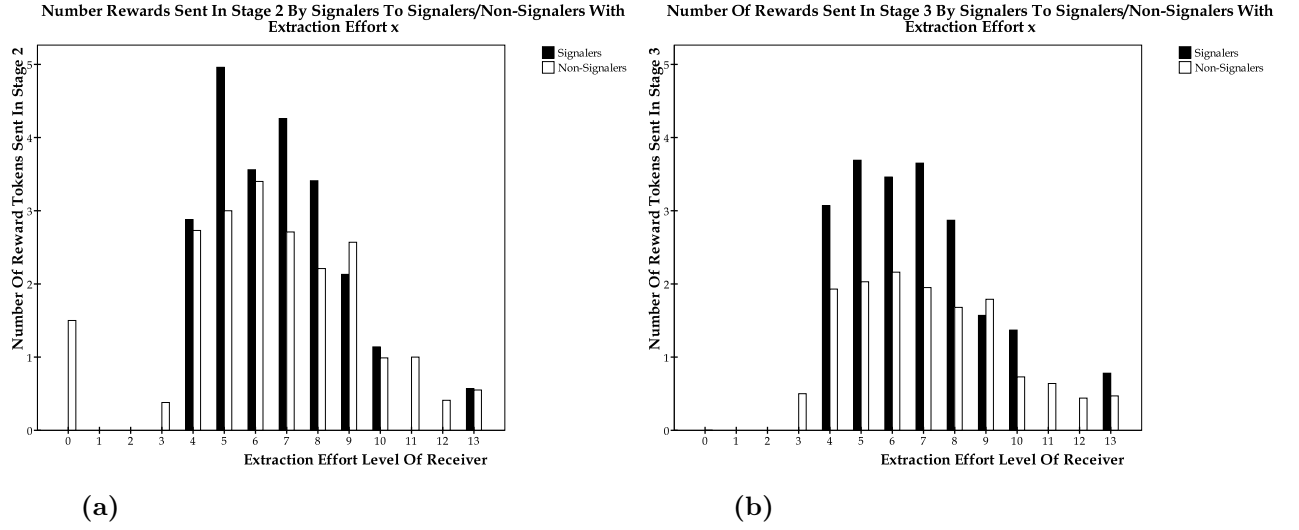 Number Rewards Sent In Stage 2 By Signalers To Signalers/Non-Signalers With
Extraction Effort x
Signalers
Non-Signalers
Number Of Reward Tokens Sent In Stage 2
5
4
3
2
1
0
0 1 2 3 4 5 6 7 8 9 10 11 12 13
Extraction Effort Level Of Receiver
(a)
Number Of Rewards Sent In Stage 3 By Signalers To Signalers/Non-Signalers With
Extraction Effort x
Signalers
Non-Signalers
Number Of Reward Tokens Sent In Stage 3
5
4
3
2
1
0
0 1 2 3 4 5 6 7 8 9 10 11 12 13
Extraction Effort Level Of Receiver
(b)